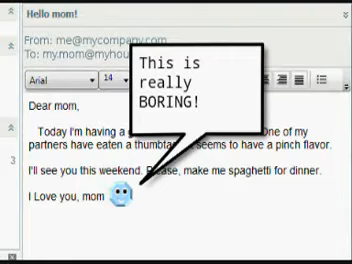 Hello mom!
From: me@mycompany.com
To: my.mom@myhou
Arial
14
This is
really
BORING!
Dear mom,
Today I'm having a One of my
partners have eaten a thumbta seems to have a pinch flavor.
I'll see you this weekend. Please, make me spaghetti for dinner.
I Love you, mom
3